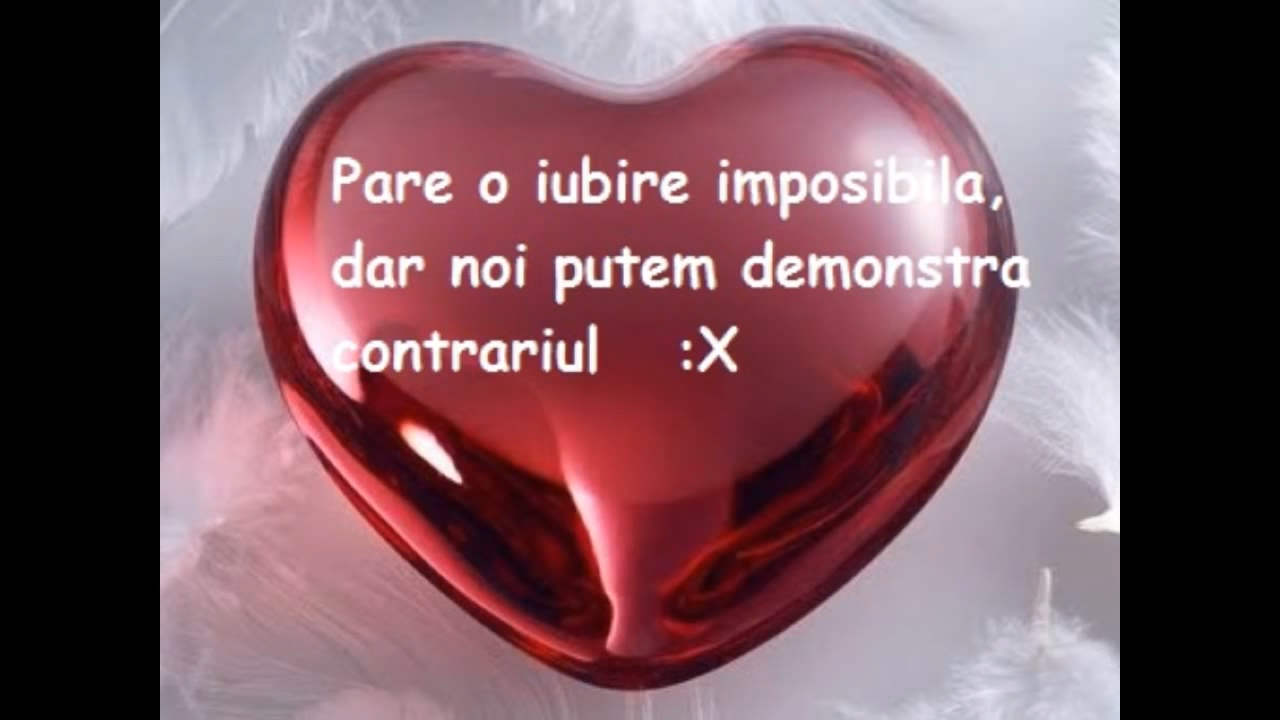 Pare o iubire imposibila,
dar noi putem demonstra
contrariul :X